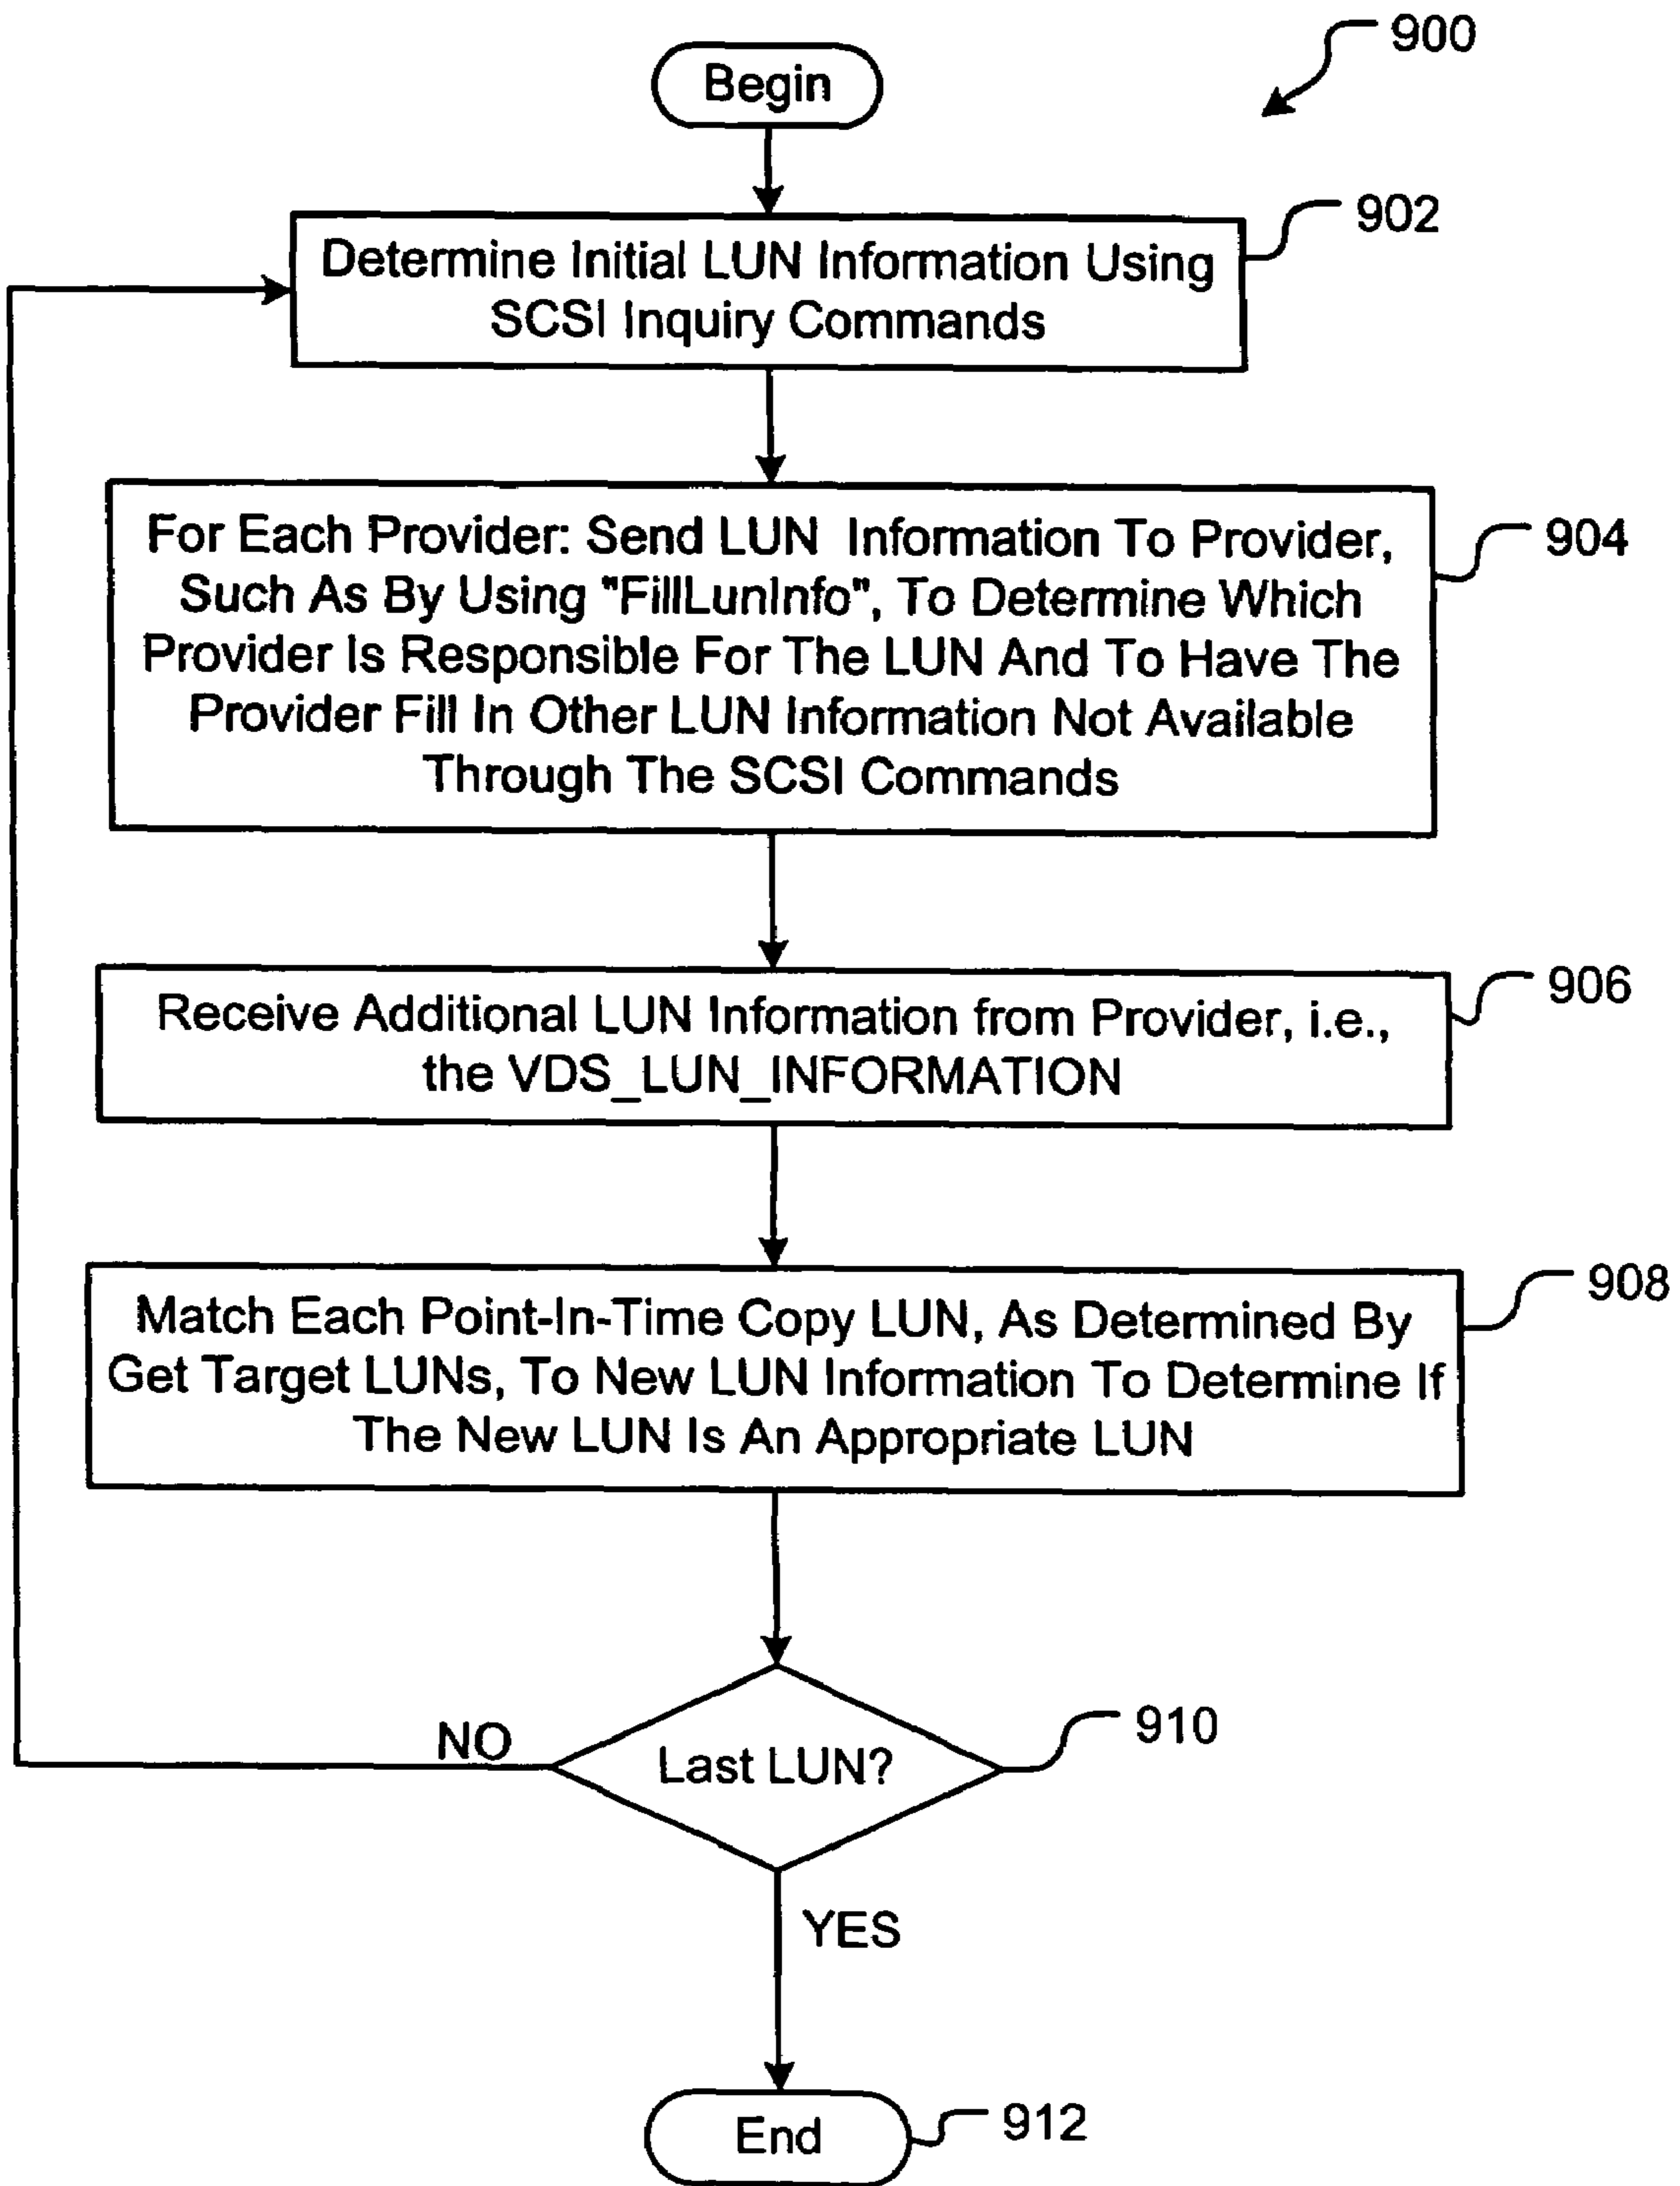 900
Begin
902
Determine Initial LUN Information Using
SCSI Inquiry Commands
904
For Each Provider: Send LUN Information To Provider,
Such As By Using "FillLunInfo", To Determine Which
Provider Is Responsible For The LUN And To Have The
Provider Fill In Other LUN Information Not Available
Through The SCSI Commands
906
Receive Additional LUN Information from Provider, i.e.,
the VDS_LUN_INFORMATION
908
Match Each Point-In-Time Copy LUN, As Determined By
Get Target LUNs, To New LUN Information To Determine If
The New LUN Is An Appropriate LUN
910
NO
Last LUN?
YES
End
912